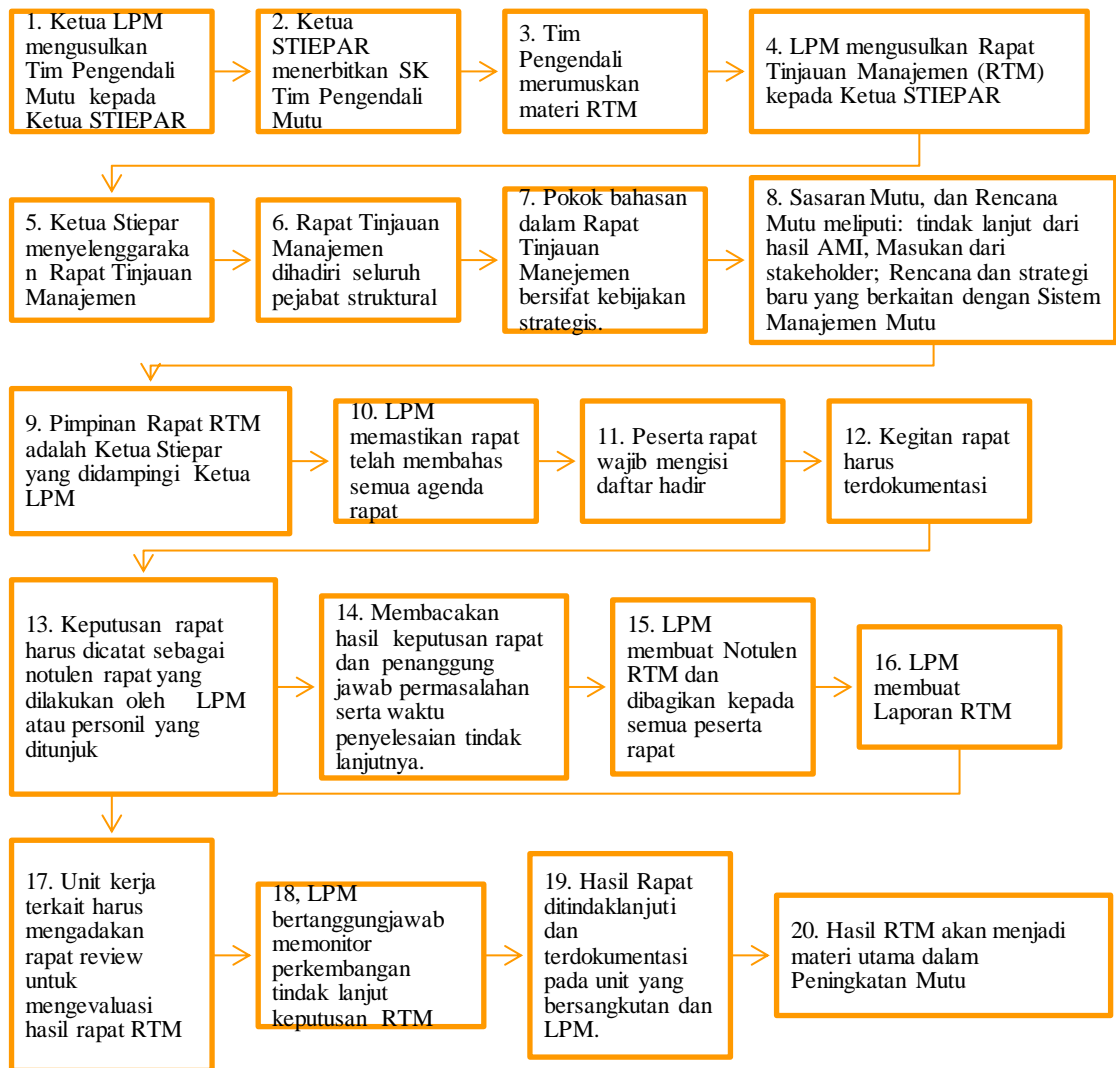 1. Ketua LPM
mengusulkan
Tim Pengendali
Mutu kepada
Ketua STIEPAR
2. Ketua
STIEPAR
menerbitkan SK
Tim Pengendali
Mutu
3. Tim
Pengendali
merumuskan
materi RTM
4. LPM mengusulkan Rapat
Tinjauan Manajemen (RTM)
kepada Ketua STIEPAR
5. Ketua Stiepar
menyelenggaraka
n Rapat Tinjauan
Manajemen
6. Rapat Tinjauan
Manajemen
dihadiri seluruh
pejabat struktural
7. Pokok bahasan
dalam Rapat
Tinjauan
Manejemen
bersifat kebijakan
strategis.
8. Sasaran Mutu, dan Rencana
Mutu meliputi: tindak lanjut dari
hasil AMI, Masukan dari
stakeholder; Rencana dan strategi
baru yang berkaitan dengan Sistem
Manajemen Mutu
9. Pimpinan Rapat RTM
adalah Ketua Stiepar
yang didampingi Ketua
LPM
10. LPM
memastikan rapat
telah membahas
semua agenda
rapat
11. Peserta rapat
wajib mengisi
daftar hadir
12. Kegitan rapat
harus
terdokumentasi
13. Keputusan rapat
harus dicatat sebagai
notulen rapat yang
dilakukan oleh LPM
atau personil yang
ditunjuk
14. Membacakan
hasil keputusan rapat
dan penanggung
jawab permasalahan
serta waktu
penyelesaian tindak
lanjutnya.
15. LPM
membuat Notulen
RTM dan
dibagikan kepada
semua peserta
rapat
16. LPM
membuat
Laporan RTM
17. Unit kerja
terkait harus
mengadakan
rapat review
untuk
mengevaluasi
hasil rapat RTM
18, LPM
bertanggungjawab
memonitor
perkembangan
tindak lanjut
keputusan RTM
19. Hasil Rapat
ditindaklanjuti
dan
terdokumentasi
pada unit yang
bersangkutan dan
LPM.
20. Hasil RTM akan menjadi
materi utama dalam
Peningkatan Mutu